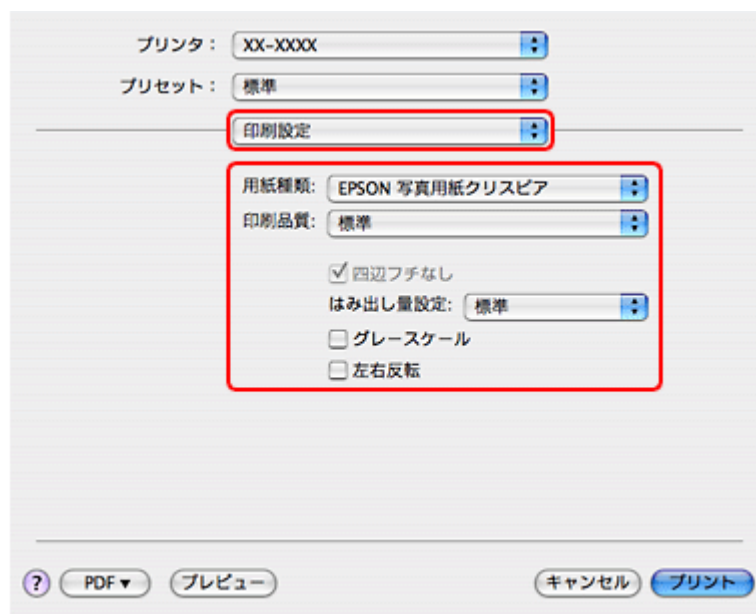 プリンタ： XX-XXXX
プリセット： 標準
印刷設定
用紙種類: EPSON 写真用紙クリスピア
印刷品質: 標準
四辺フチなし
はみ出し量設定: 標準
グレースケール
左右反転
? PDF▼ プレビュー キャンセル プリント